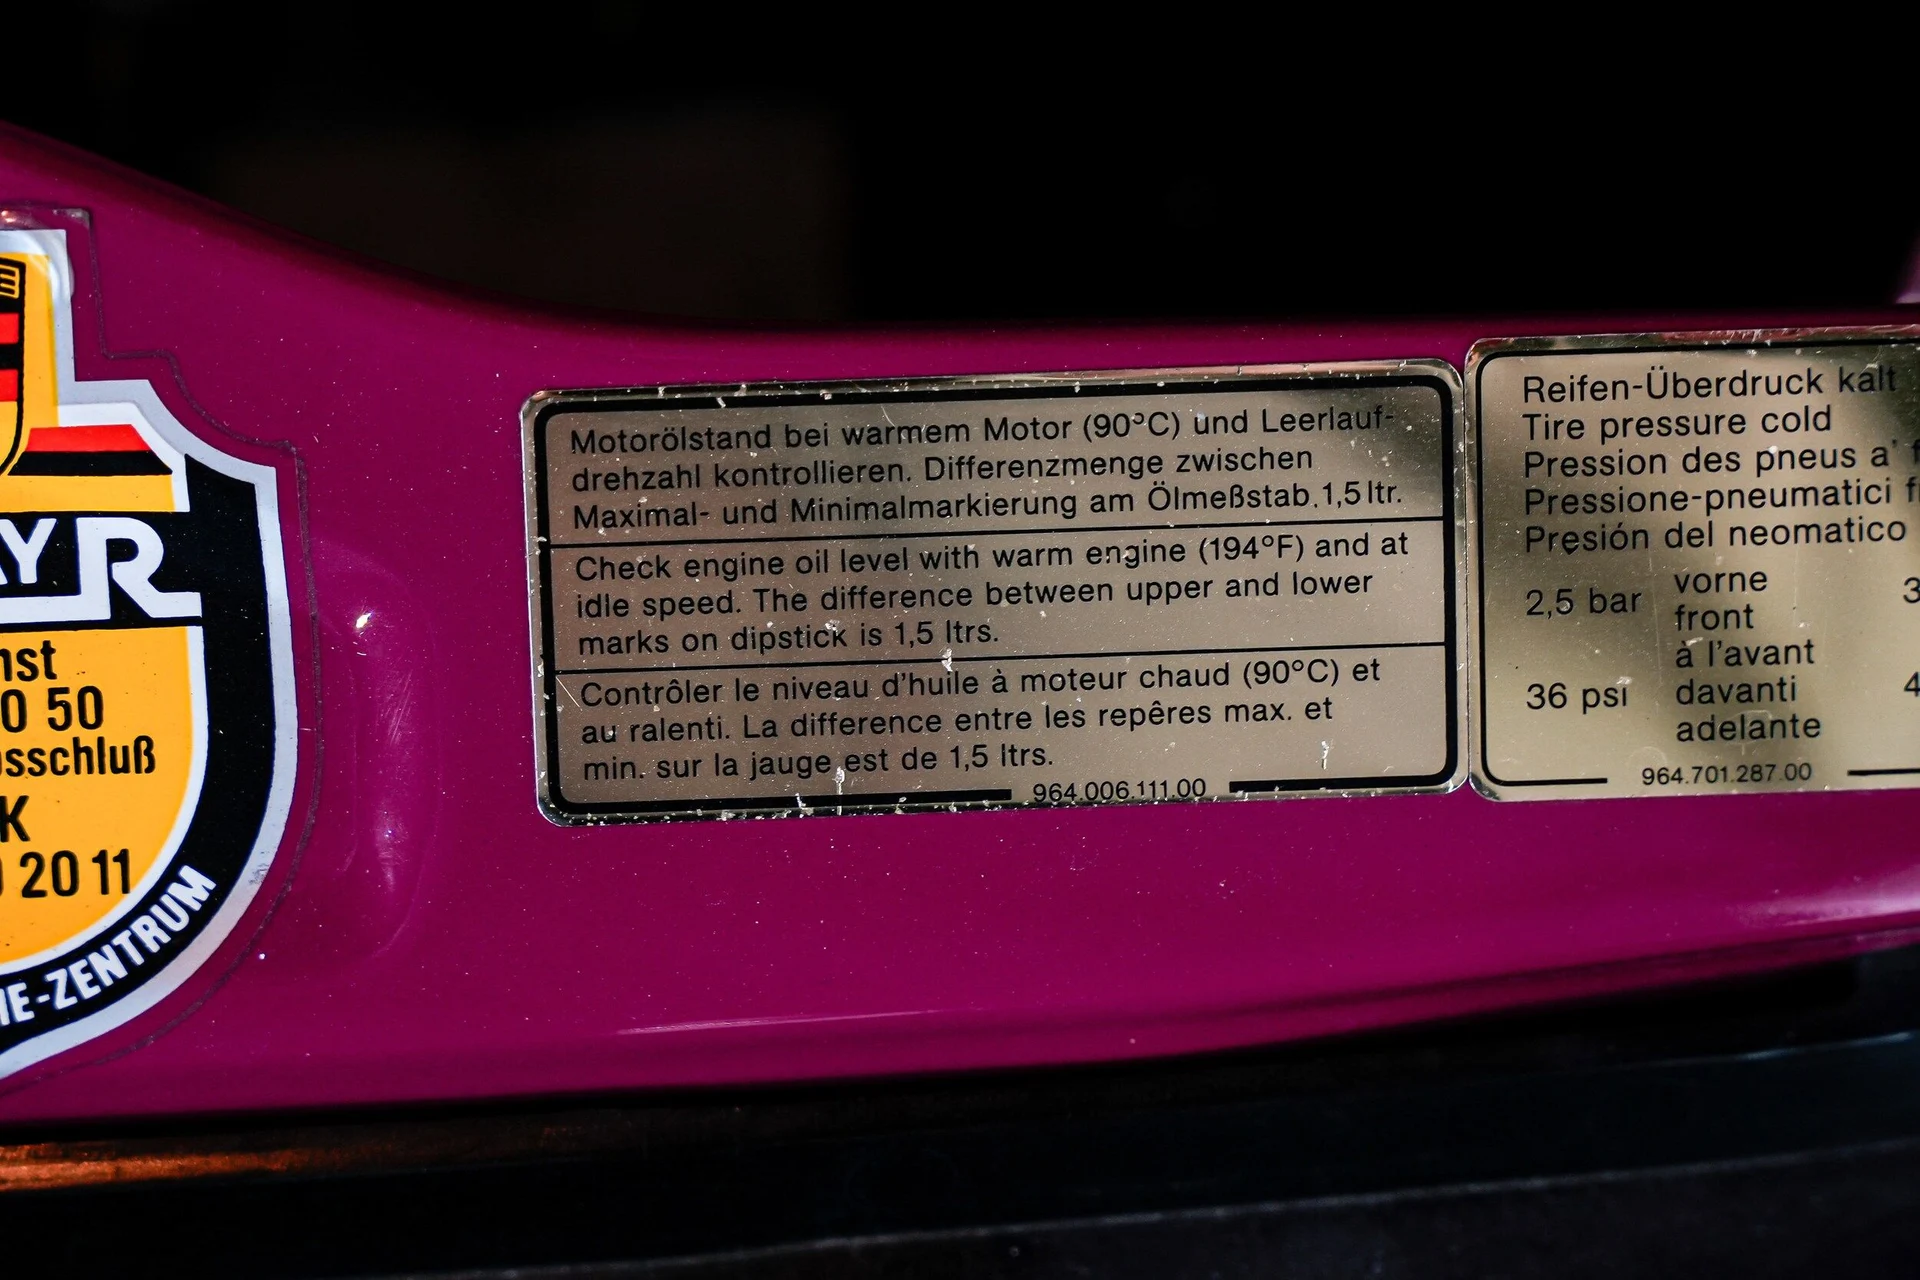 AYR
0 50
20 11
IE-ZENTRUM
Motorölstand bei warmem Motor (90°C) und Leerlauf-
drehzahl kontrollieren. Differenzmenge zwischen
Maximal- und Minimalmarkierung am Ölmeßstab.1,5 ltr.
Check engine oil level with warm engine (194°F) and at
idle speed. The difference between upper and lower
marks on dipstick is 1,5 ltrs.
Contrôler le niveau d'huile à moteur chaud (90°C) et
au ralenti. La difference entre les repêres max. et
min. sur la jauge est de 1,5 ltrs.
964.006.111.00
Reifen-Überdruck kalt
Tire pressure cold
Pression des pneus a'
Pressione-pneumatici
Presión del neomatico
2,5 bar
36 psi
vorne
front
à l'avant
davanti
adelante
964.701.287.00